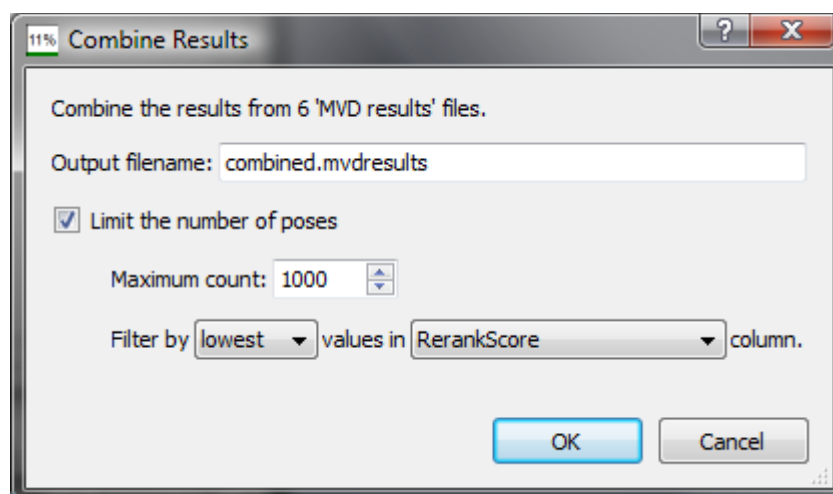 11% Combine Results
?
Combine the results from 6 'MVD results' files.
Output filename: combined.mvdresults
Limit the number of poses
Maximum count: 1000
Filter by lowest values in RerankScore column.
OK Cancel